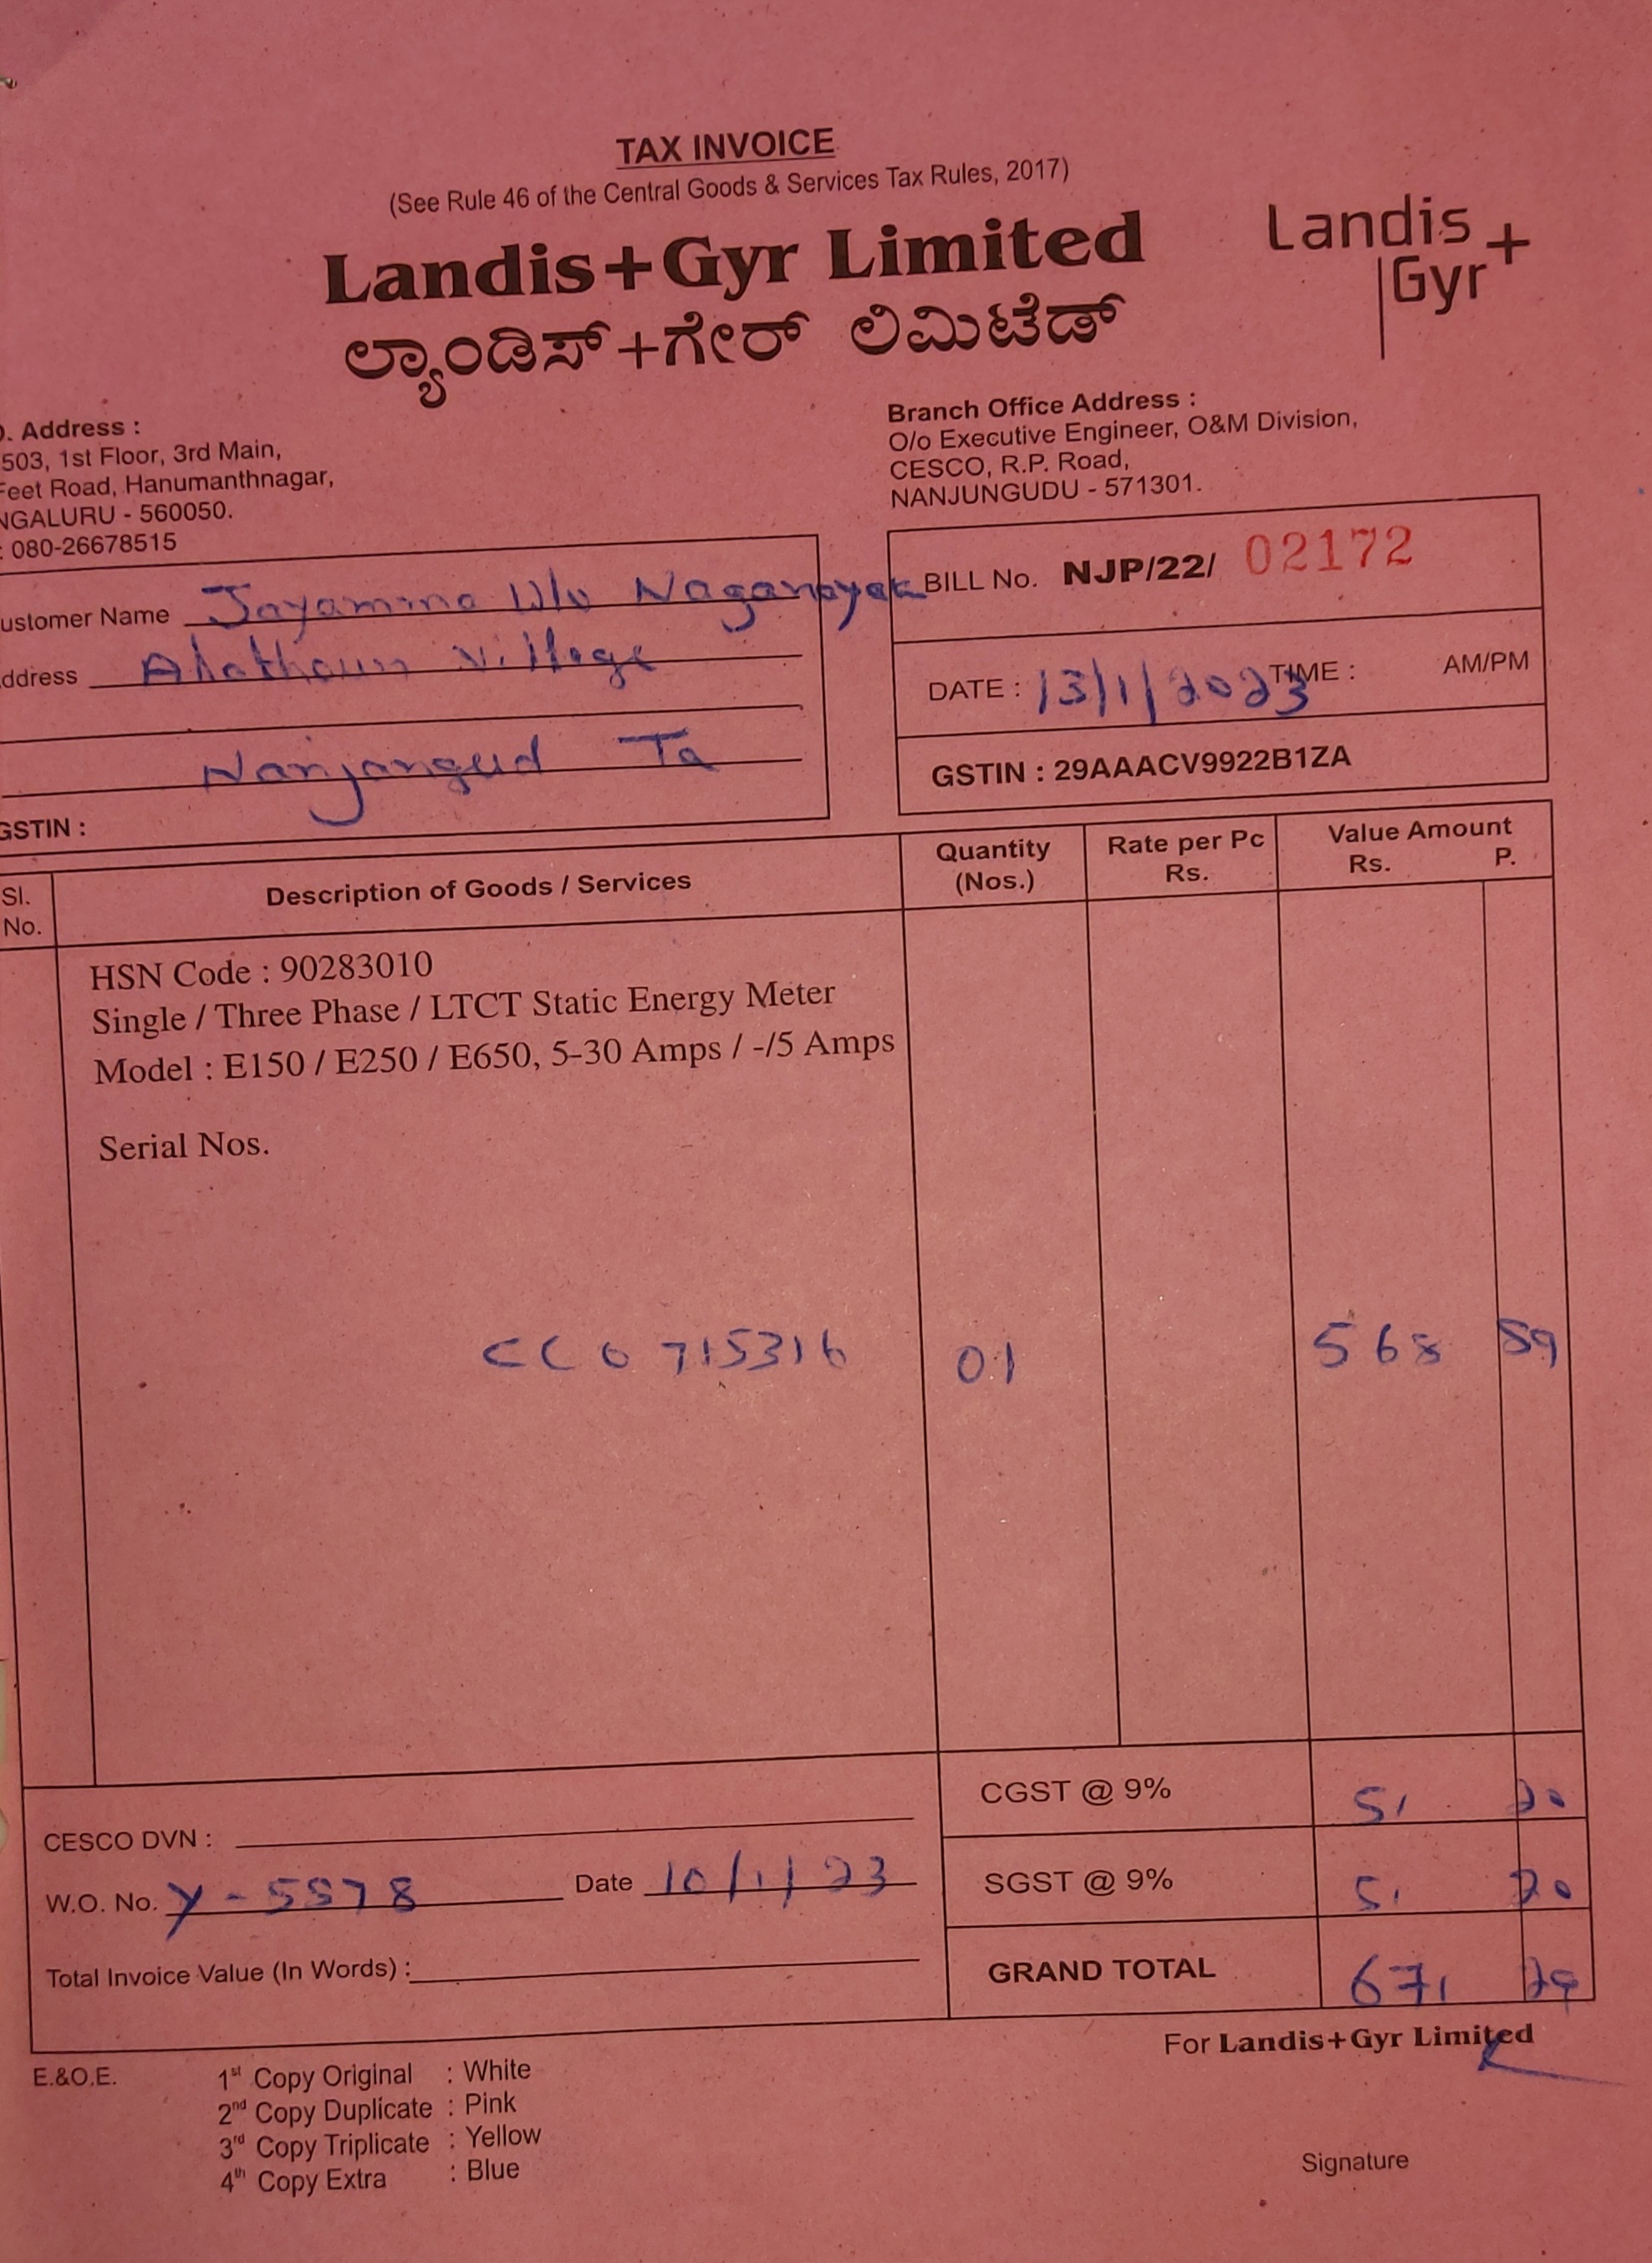 TAX INVOICE
(See Rule 46 of the Central Goods & Services Tax Rules, 2017)
Landis+Gyr Limited
Landis
Gyr+
ಲ್ಯಾಂಡಿಸ್+ಗೇರ್ ಲಿಮಿಟೆಡ್
. Address :
503, 1st Floor, 3rd Main,
Feet Road, Hanumanthnagar,
NGALURU - 560050.
: 080-26678515
Branch Office Address :
O/o Executive Engineer, O&M Division,
CESCO, R.P. Road,
NANJUNGUDU - 571301.
ustomer Name Jayamma W/o Naganayak
ddress Village
Nanjangud Ta
GSTIN :
BILL No. NJP/22/ 02172
DATE : 13/1/2023 TIME : AM/PM
GSTIN : 29AAACV9922B1ZA
Sl. No. Description of Goods / Services Quantity (Nos.) Rate per Pc Rs. Value Amount Rs. P.
HSN Code : 90283010
Single / Three Phase / LTCT Static Energy Meter
Model : E150 / E250 / E650, 5-30 Amps / -/5 Amps
Serial Nos.
CC0715316 01 568 89
CGST @ 9% 51 20
SGST @ 9% 51 20
GRAND TOTAL 671 29
CESCO DVN :
W.O. No. Y-5578 Date 10/1/23
Total Invoice Value (In Words) :
For Landis+Gyr Limited
E.&O.E.
1st Copy Original : White
2nd Copy Duplicate : Pink
3rd Copy Triplicate : Yellow
4th Copy Extra : Blue
Signature